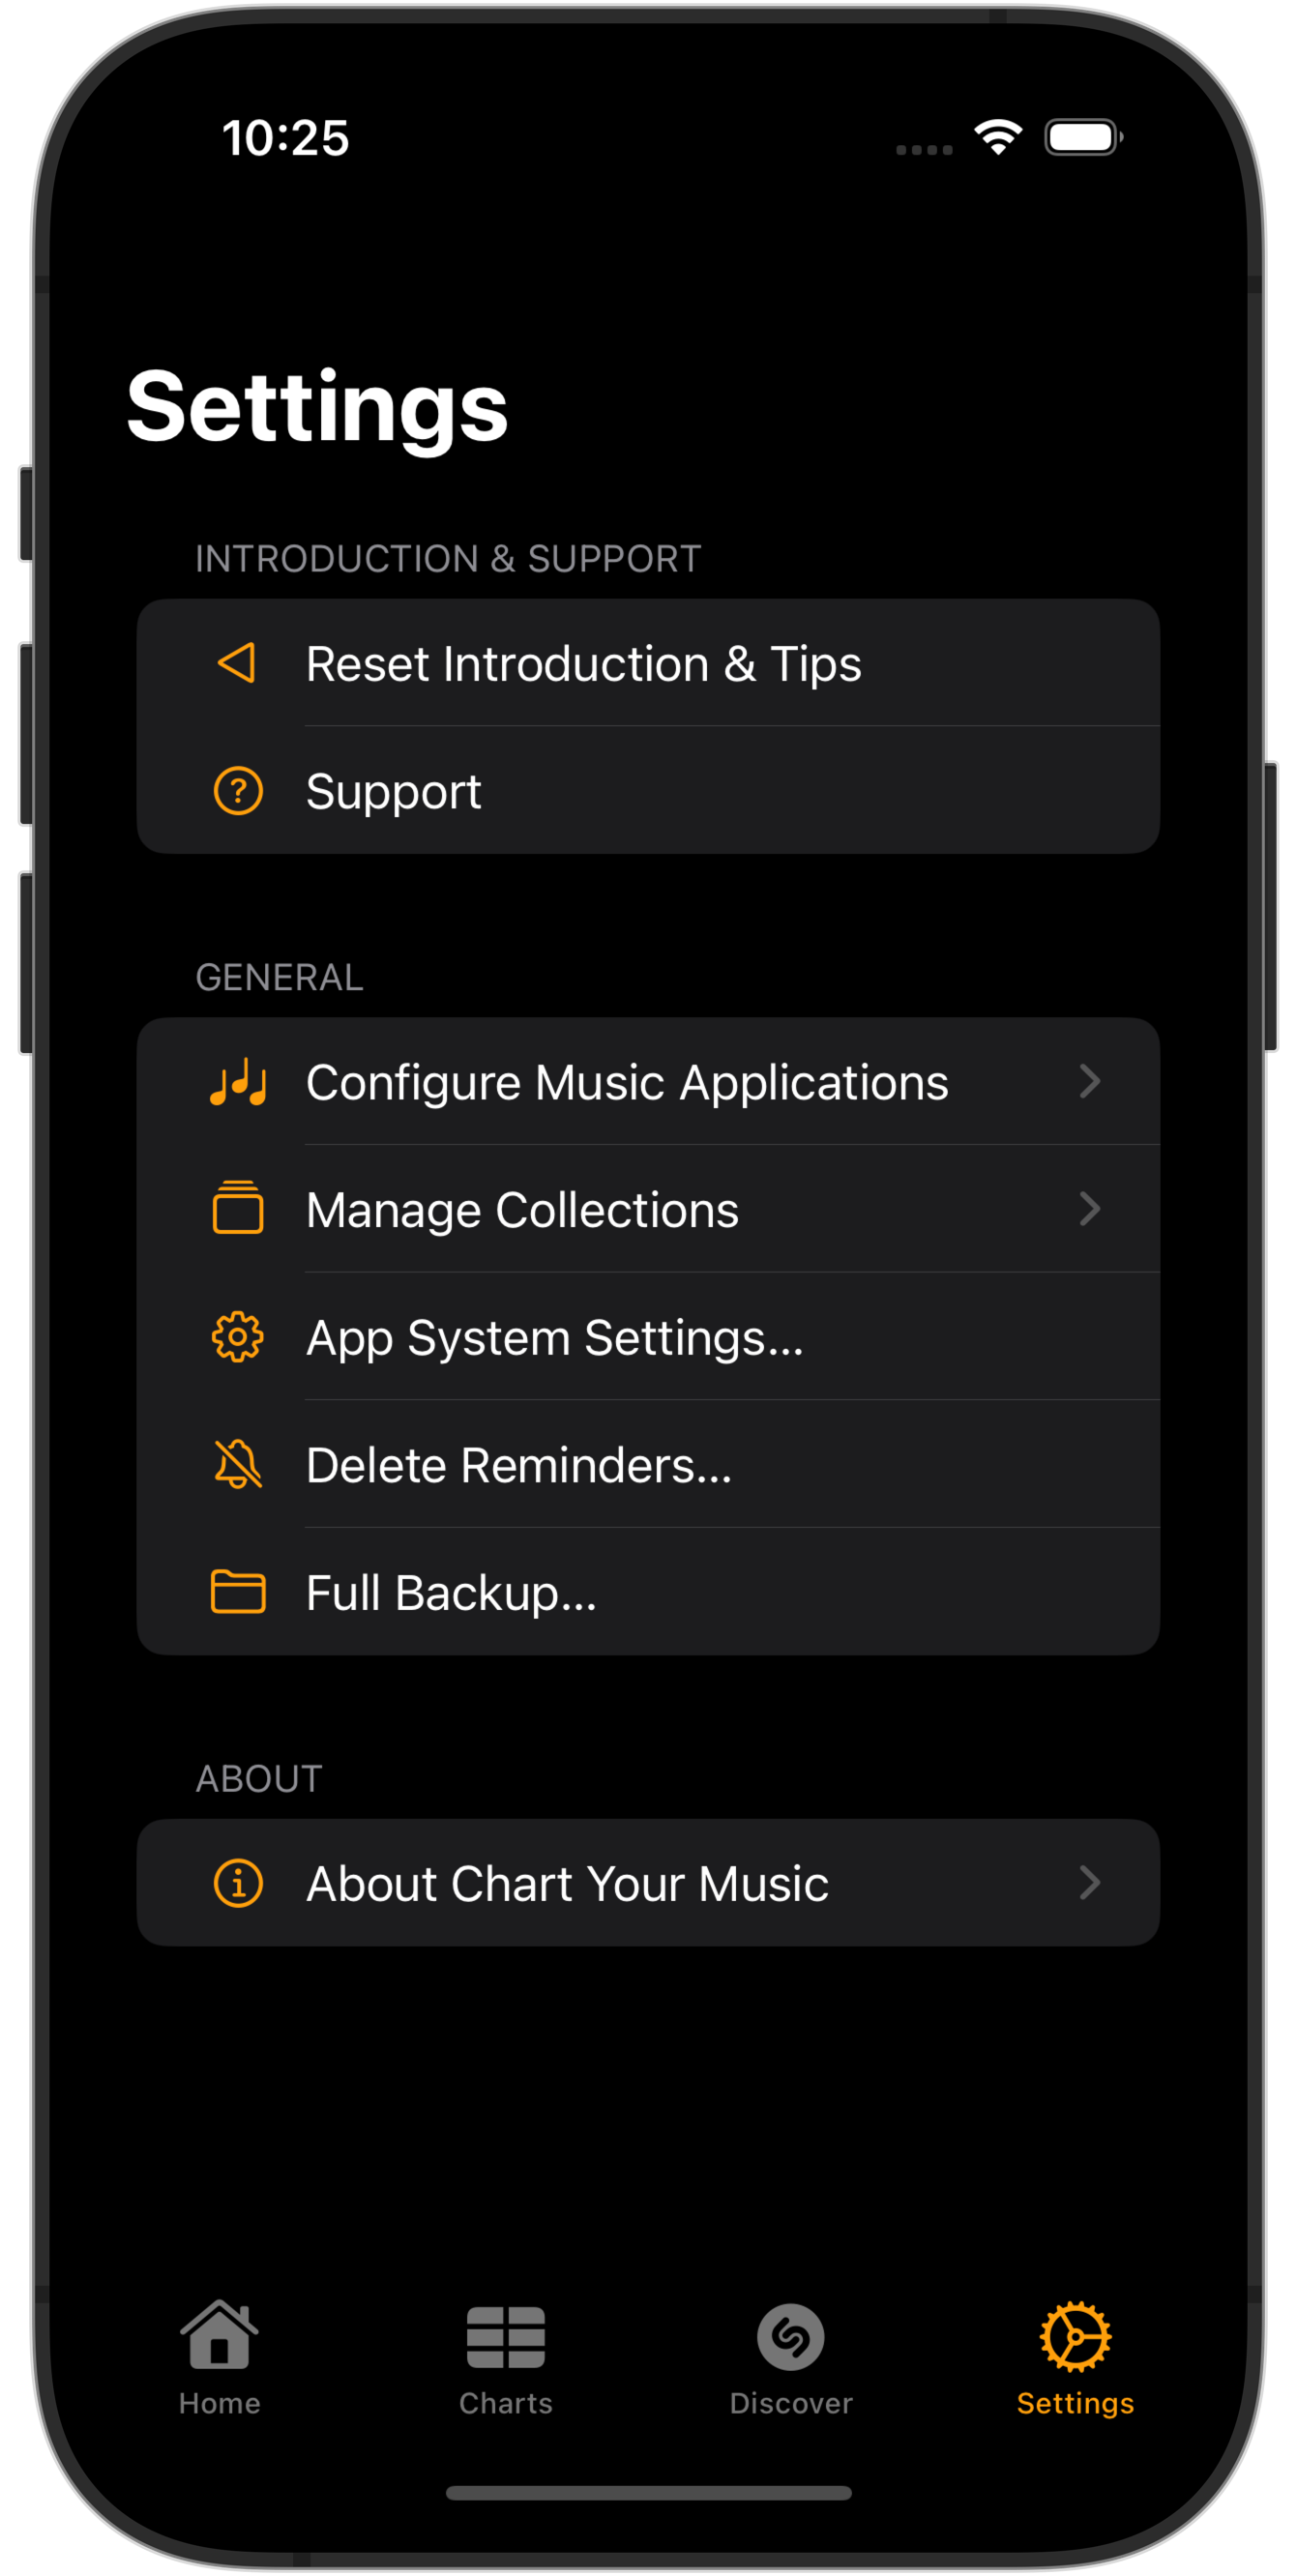 10:25
Settings
INTRODUCTION & SUPPORT
Reset Introduction & Tips
Support
GENERAL
Configure Music Applications
Manage Collections
App System Settings...
Delete Reminders...
Full Backup...
ABOUT
About Chart Your Music
Home
Charts
Discover
Settings